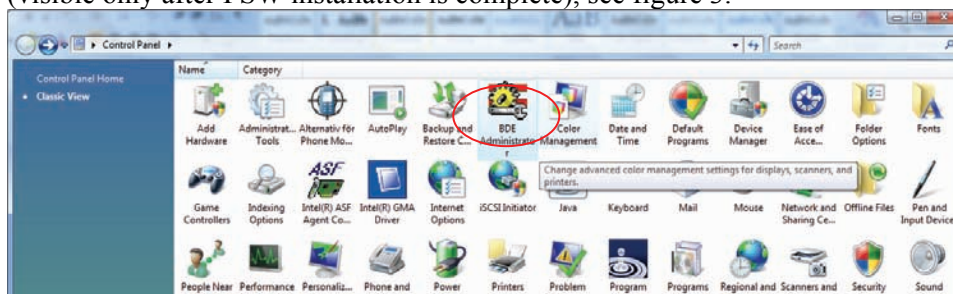 (visible only after PSW installation is complete), see figure 3.
Control Panel
Search
Control Panel Home
Classic View
Name Category
Add Hardware
Administrat... Tools
Alternativ för Phone Mo...
AutoPlay
Backup and Restore C...
BDE Administrato r
Color Management
Date and Time
Default Programs
Device Manager
Ease of Acce...
Folder Options
Fonts
Change advanced color management settings for displays, scanners, and printers.
Game Controllers
Indexing Options
ASF
Intel(R) ASF Agent Co...
Intel(R) GMA Driver
Internet Options
iSCSI Initiator
Java
Keyboard
Mail
Mouse
Network and Sharing Ce...
Offline Files
Pen and Input Device
People Near
Performance
Personaliz...
Phone and
Power
Printers
Problem
Program
Programs
Regional and
Scanners and
Security
Sound